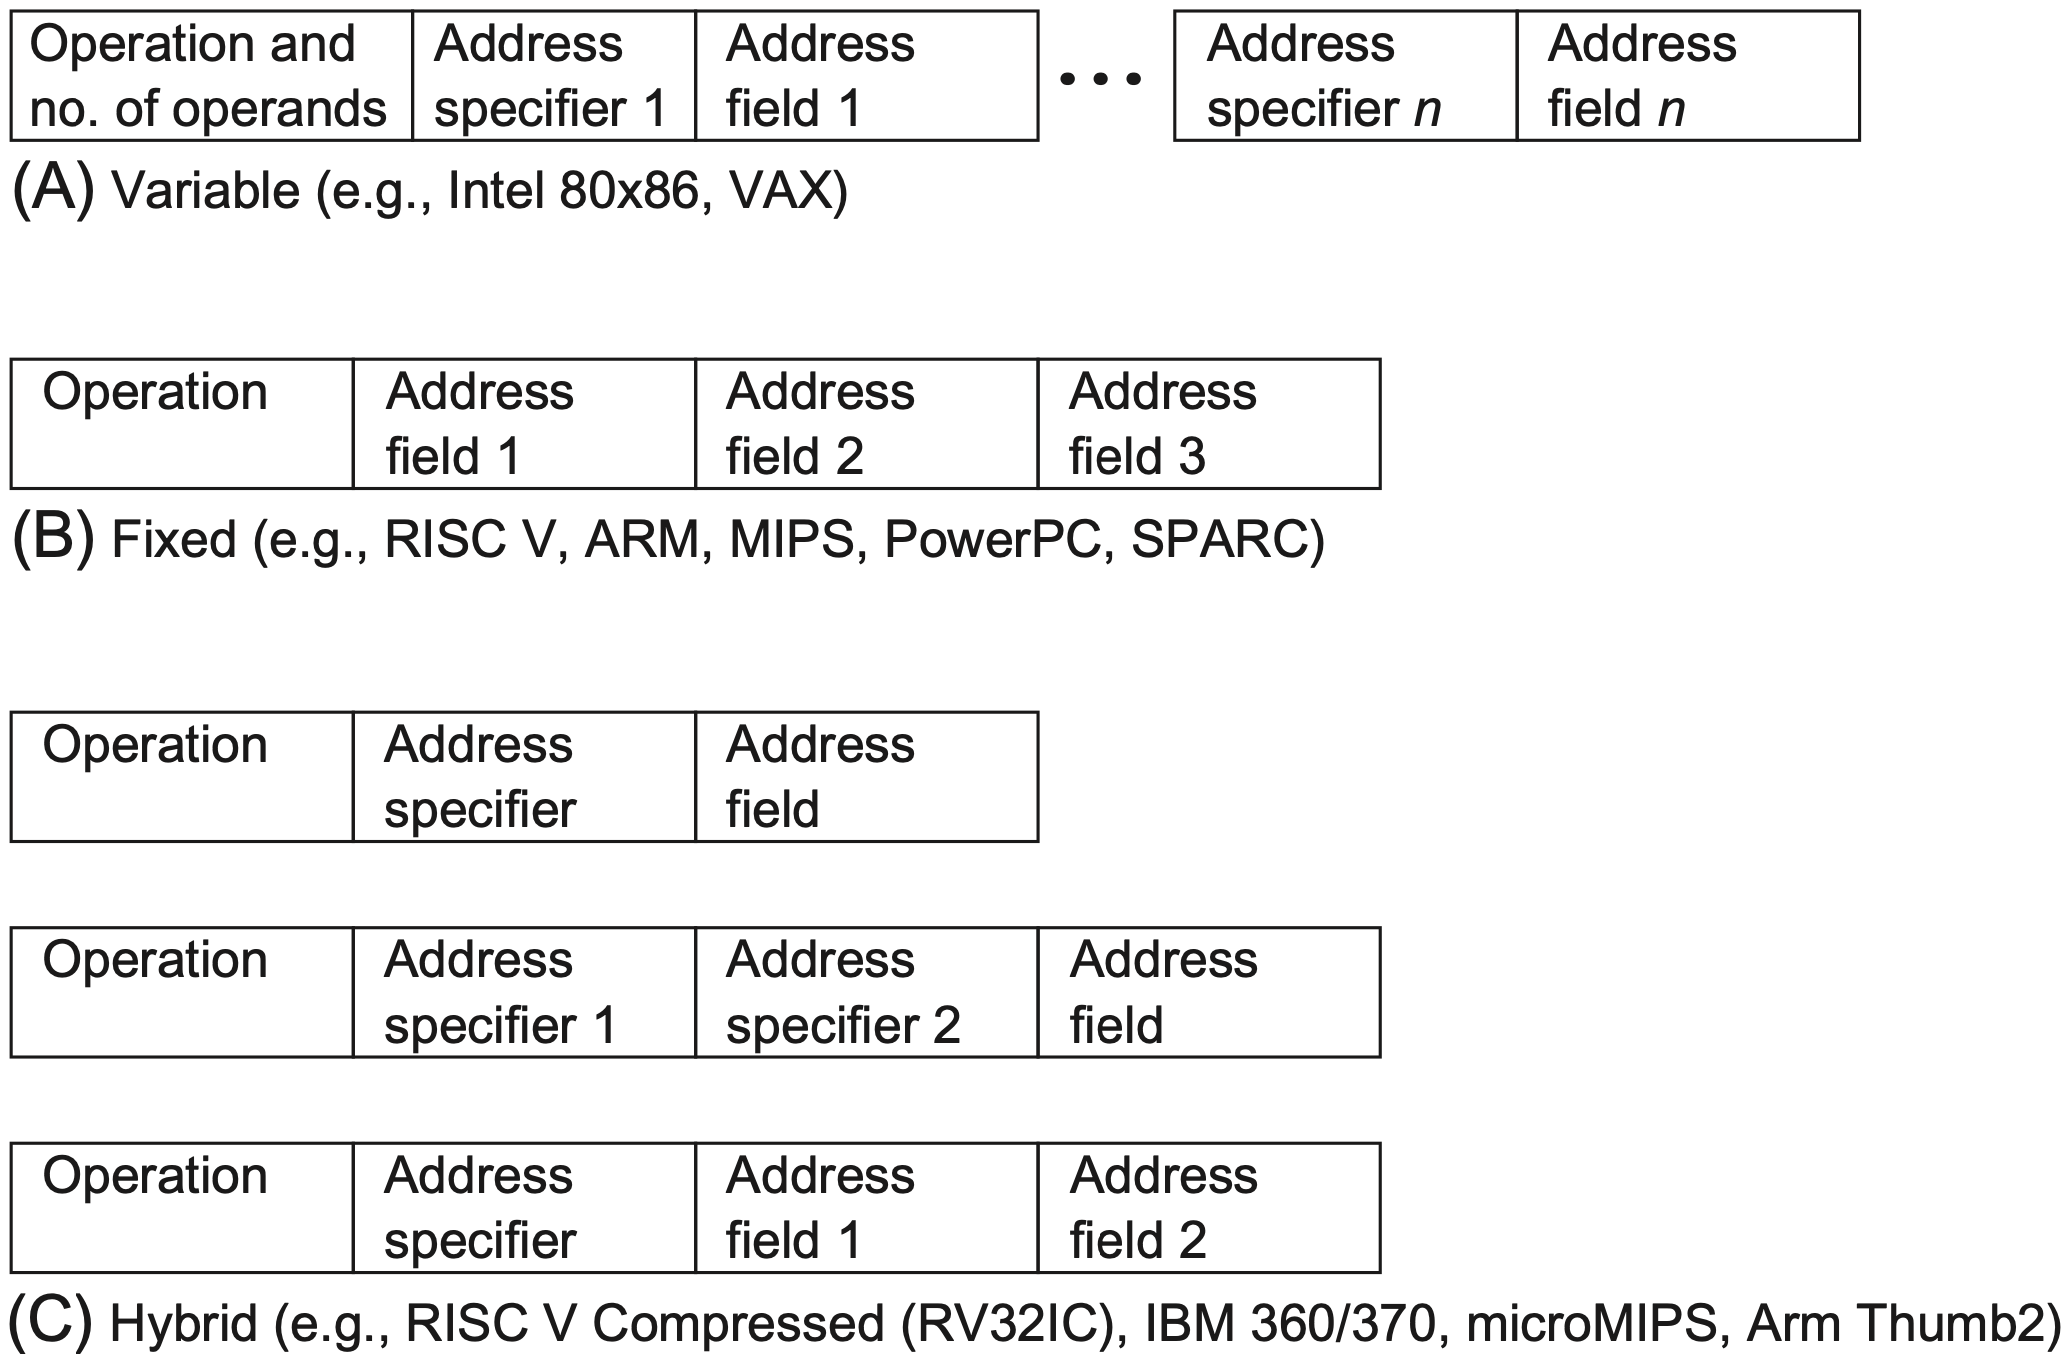 Operation and
no. of operands
Address
specifier 1
Address
field 1
...
Address
specifier n
Address
field n
(A) Variable (e.g., Intel 80x86, VAX)
Operation
Address
field 1
Address
field 2
Address
field 3
(B) Fixed (e.g., RISC V, ARM, MIPS, PowerPC, SPARC)
Operation
Address
specifier
Address
field
Operation
Address
specifier 1
Address
specifier 2
Address
field
Operation
Address
specifier
Address
field 1
Address
field 2
(C) Hybrid (e.g., RISC V Compressed (RV32IC), IBM 360/370, microMIPS, Arm Thumb2)